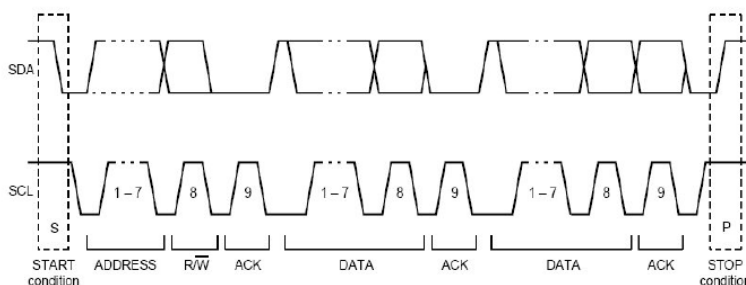 SDA
SCL
1 – 7 8 9 1 – 7 8 9 1 – 7 8 9
S P
START ADDRESS R/W̅ ACK DATA ACK DATA ACK STOP
condition condition